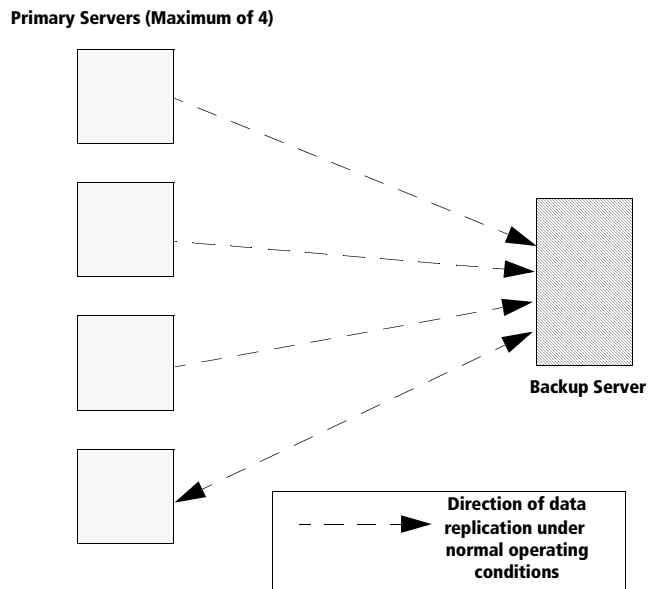 Primary Servers (Maximum of 4)
Backup Server
Direction of data
replication under
normal operating
conditions